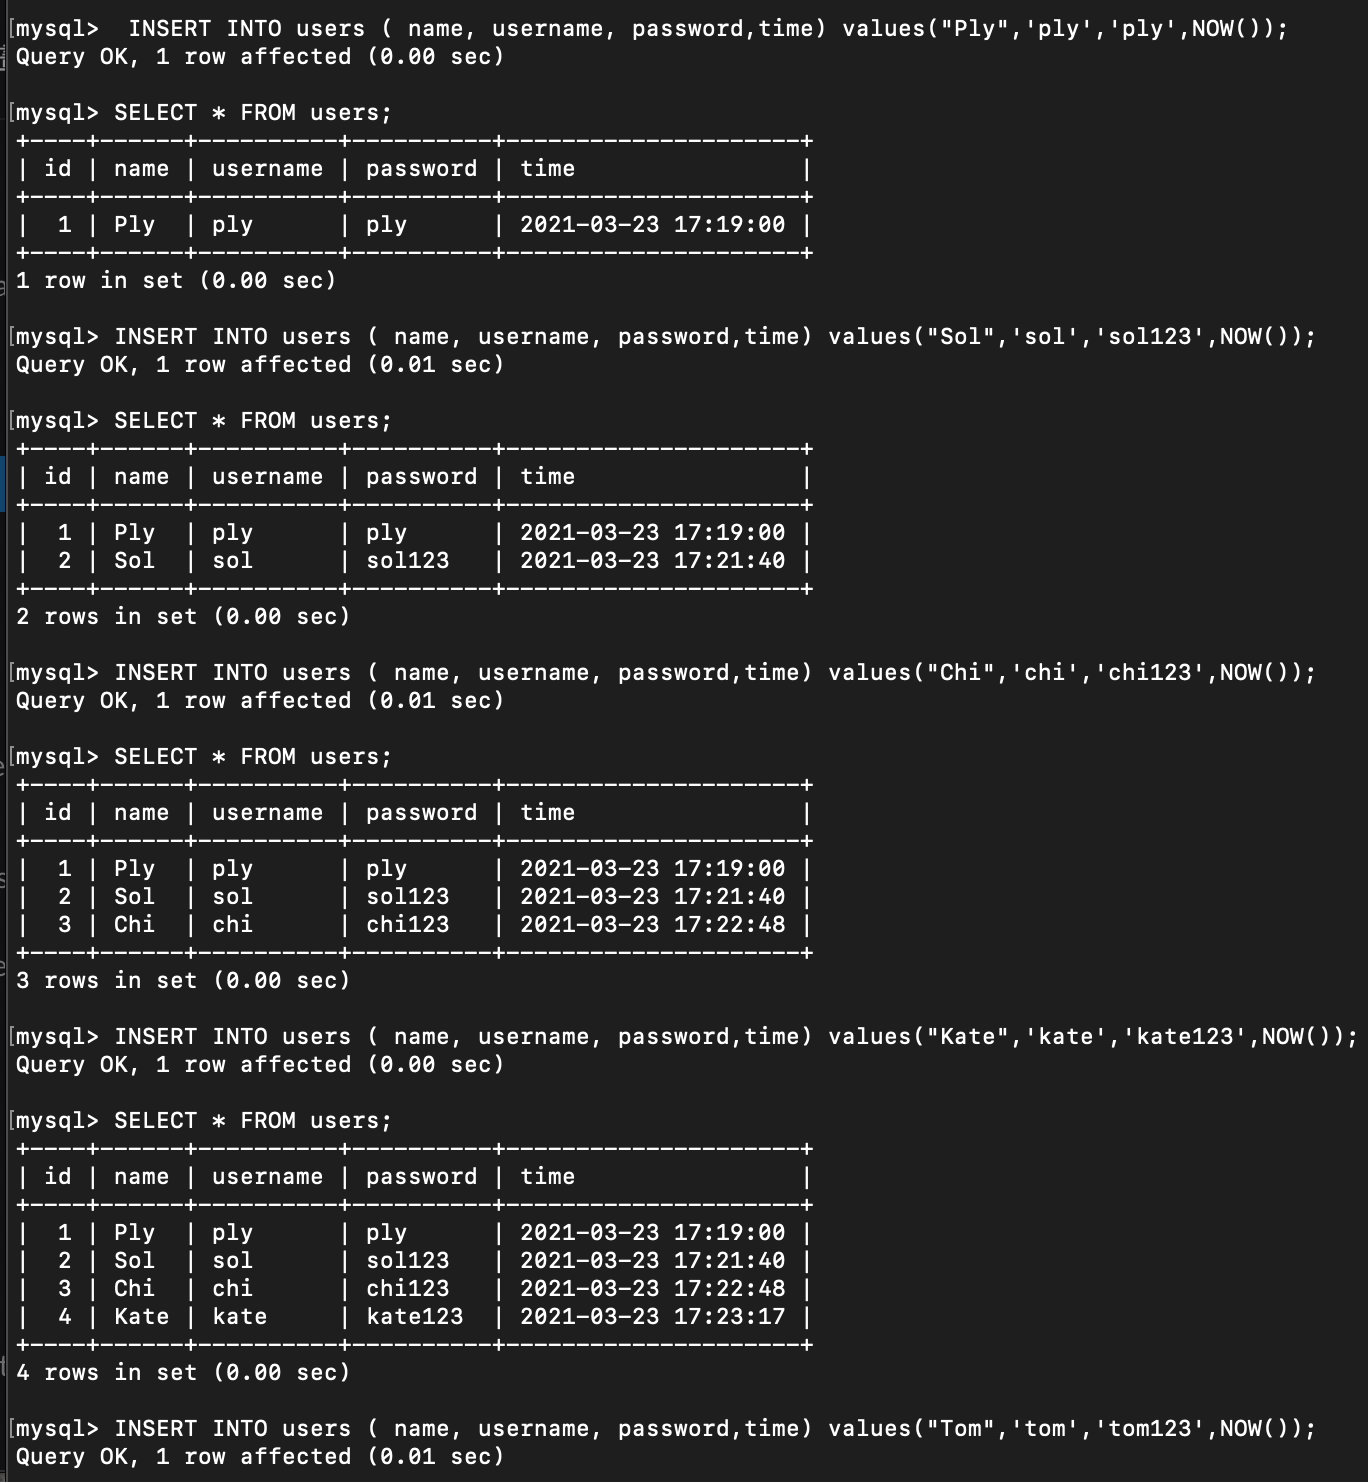 [mysql>  INSERT INTO users ( name, username, password,time) values("Ply",'ply','ply',NOW());
Query OK, 1 row affected (0.00 sec)
[mysql> SELECT * FROM users;
+----+------+----------+----------+---------------------+
| id | name | username | password | time                |
+----+------+----------+----------+---------------------+
|  1 | Ply  | ply      | ply      | 2021-03-23 17:19:00 |
+----+------+----------+----------+---------------------+
1 row in set (0.00 sec)
[mysql> INSERT INTO users ( name, username, password,time) values("Sol",'sol','sol123',NOW());
Query OK, 1 row affected (0.01 sec)
[mysql> SELECT * FROM users;
+----+------+----------+----------+---------------------+
| id | name | username | password | time                |
+----+------+----------+----------+---------------------+
|  1 | Ply  | ply      | ply      | 2021-03-23 17:19:00 |
|  2 | Sol  | sol      | sol123   | 2021-03-23 17:21:40 |
+----+------+----------+----------+---------------------+
2 rows in set (0.00 sec)
[mysql> INSERT INTO users ( name, username, password,time) values("Chi",'chi','chi123',NOW());
Query OK, 1 row affected (0.01 sec)
[mysql> SELECT * FROM users;
+----+------+----------+----------+---------------------+
| id | name | username | password | time                |
+----+------+----------+----------+---------------------+
|  1 | Ply  | ply      | ply      | 2021-03-23 17:19:00 |
|  2 | Sol  | sol      | sol123   | 2021-03-23 17:21:40 |
|  3 | Chi  | chi      | chi123   | 2021-03-23 17:22:48 |
+----+------+----------+----------+---------------------+
3 rows in set (0.00 sec)
[mysql> INSERT INTO users ( name, username, password,time) values("Kate",'kate','kate123',NOW());
Query OK, 1 row affected (0.00 sec)
[mysql> SELECT * FROM users;
+----+------+----------+----------+---------------------+
| id | name | username | password | time                |
+----+------+----------+----------+---------------------+
|  1 | Ply  | ply      | ply      | 2021-03-23 17:19:00 |
|  2 | Sol  | sol      | sol123   | 2021-03-23 17:21:40 |
|  3 | Chi  | chi      | chi123   | 2021-03-23 17:22:48 |
|  4 | Kate | kate     | kate123  | 2021-03-23 17:23:17 |
+----+------+----------+----------+---------------------+
4 rows in set (0.00 sec)
[mysql> INSERT INTO users ( name, username, password,time) values("Tom",'tom','tom123',NOW());
Query OK, 1 row affected (0.01 sec)